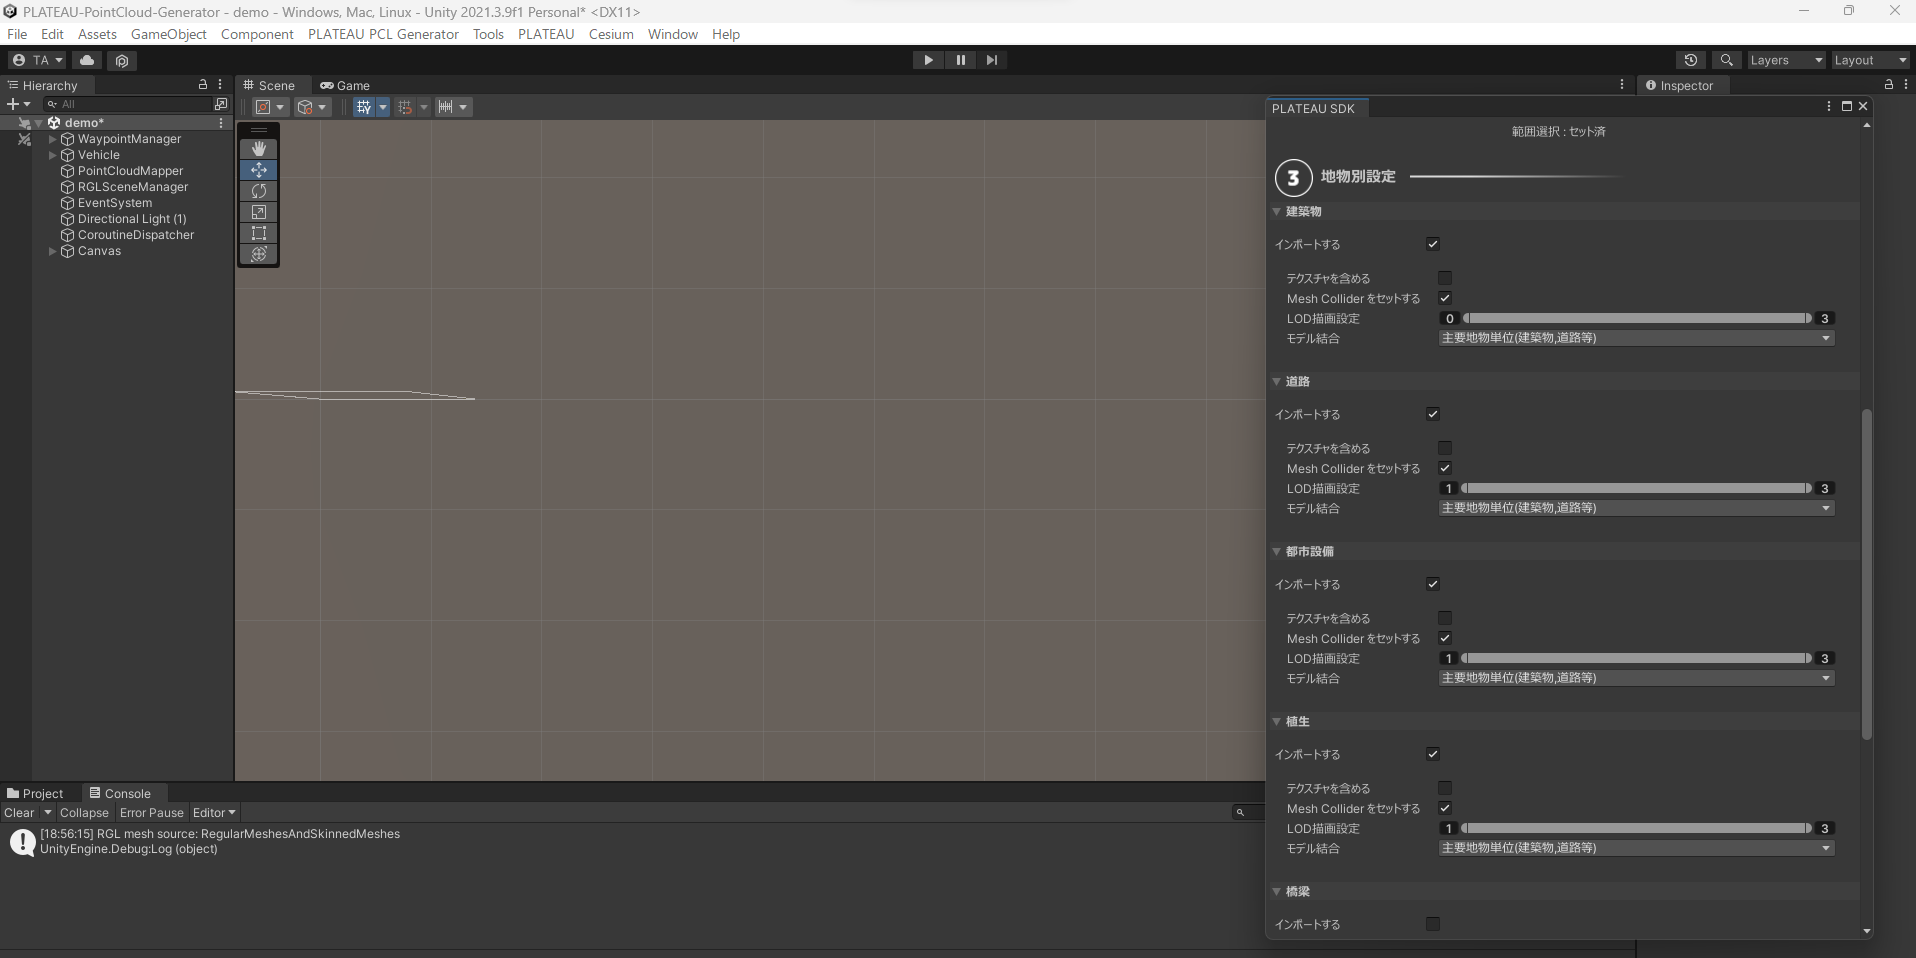 PLATEAU-PointCloud-Generator - demo - Windows, Mac, Linux - Unity 2021.3.9f1 Personal* <DX11>
File Edit Assets GameObject Component PLATEAU PCL Generator Tools PLATEAU Cesium Window Help
TA Layers Layout
Hierarchy Scene Game Inspector
All
demo*
WaypointManager
Vehicle
PointCloudMapper
RGLSceneManager
EventSystem
Directional Light (1)
CoroutineDispatcher
Canvas
PLATEAU SDK
範囲選択 : セット済
3 地物別設定
建築物
インポートする
テクスチャを含める
Mesh Collider をセットする
LOD描画設定 0 3
モデル結合 主要地物単位(建築物,道路等)
道路
インポートする
テクスチャを含める
Mesh Collider をセットする
LOD描画設定 1 3
モデル結合 主要地物単位(建築物,道路等)
都市設備
インポートする
テクスチャを含める
Mesh Collider をセットする
LOD描画設定 1 3
モデル結合 主要地物単位(建築物,道路等)
植生
インポートする
テクスチャを含める
Mesh Collider をセットする
LOD描画設定 1 3
モデル結合 主要地物単位(建築物,道路等)
橋梁
インポートする
Project Console
Clear Collapse Error Pause Editor
[18:56:15] RGL mesh source: RegularMeshesAndSkinnedMeshes
UnityEngine.Debug:Log (object)